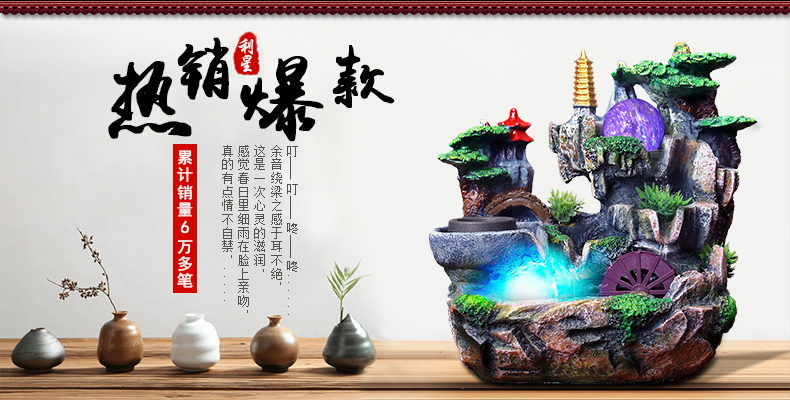 热销爆款
利星
累计销量6万多笔
叮——叮——咚——咚......
余音绕梁之感于耳不绝，
这是一次心灵的滋润，
感觉春日里细雨在脸上亲吻，
真的有点情不自禁，......